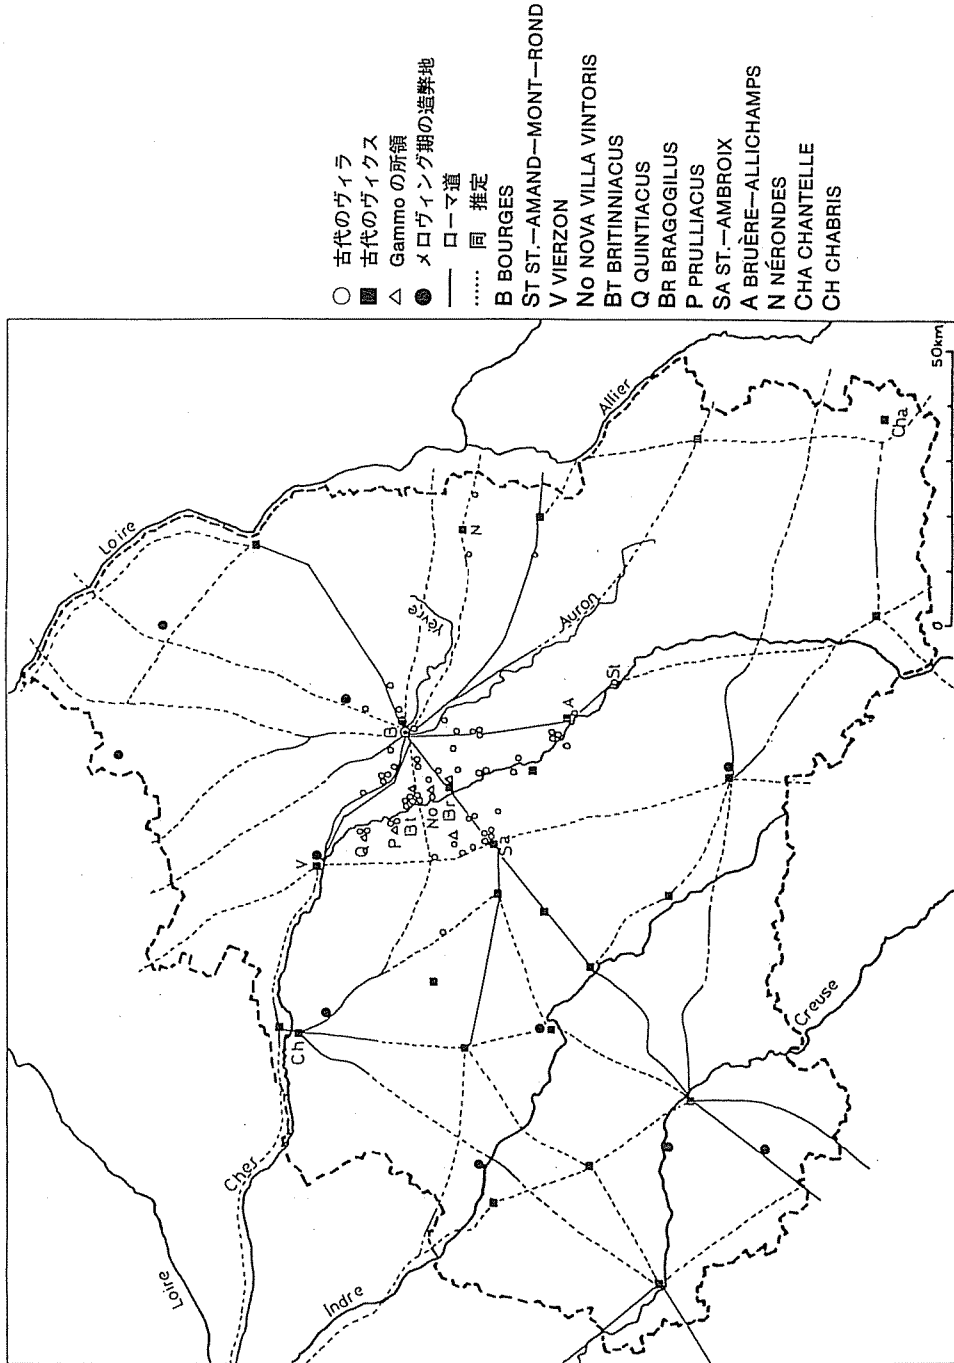 ○ 古代のヴィラ
■ 古代のヴィクス
△ Gammo の所領
● メロヴィング期の造幣地
── ローマ道
…… 同 推定
B BOURGES
ST ST.-AMAND-MONT-ROND
V VIERZON
No NOVA VILLA VINTORIS
BT BRITINNIACUS
Q QUINTIACUS
BR BRAGOGILUS
P PRULLIACUS
SA ST.-AMBROIX
A BRUÈRE-ALLICHAMPS
N NÉRONDES
CHA CHANTELLE
CH CHABRIS
Loire
Loire
Cher
Indre
Creuse
Allier
Auron
Yèvre
B
V
Q
P
Bt
No
Br
Sa
A
St
N
Ch
Cha
0
50km